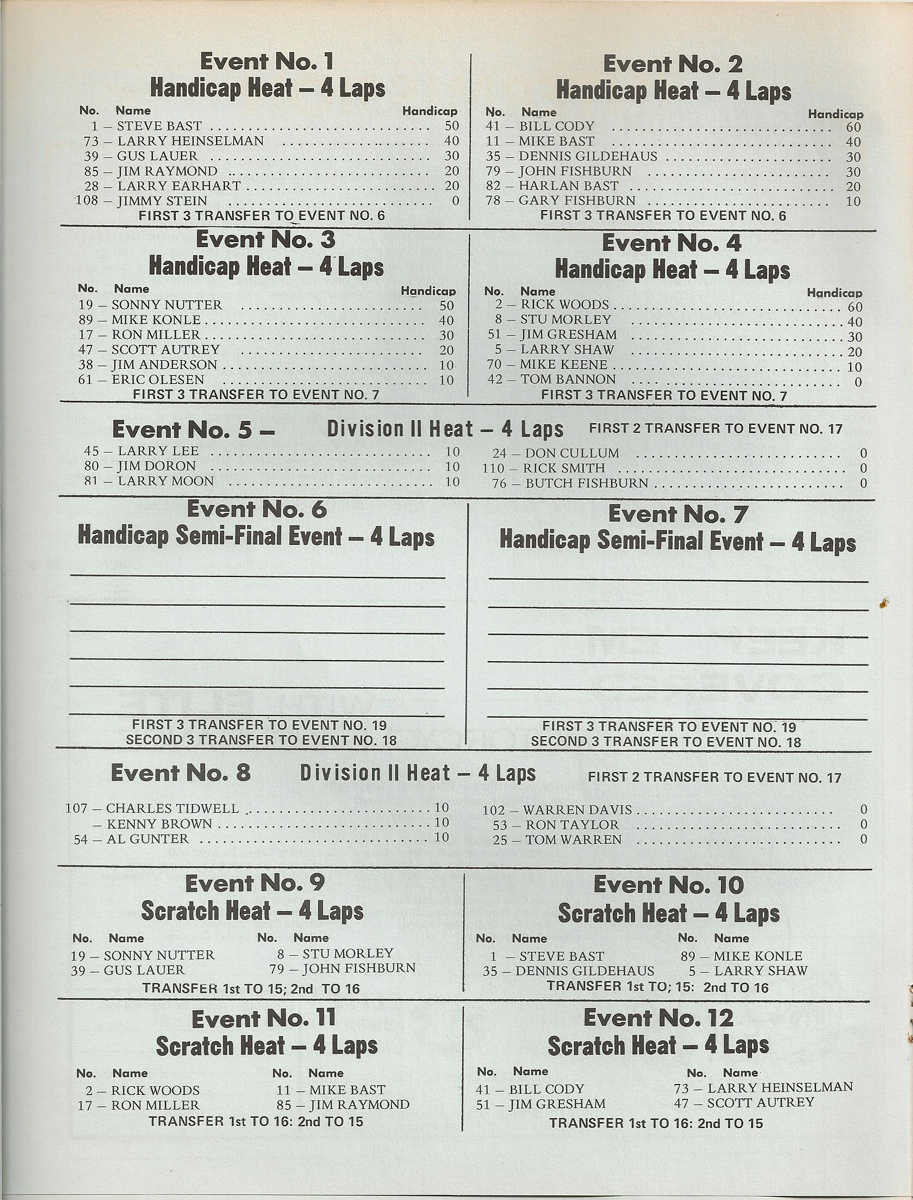 Event No. 1
Handicap Heat — 4 Laps
No. Name Handicap
1 — STEVE BAST 50
73 — LARRY HEINSELMAN 40
39 — GUS LAUER 30
85 — JIM RAYMOND 20
28 — LARRY EARHART 20
108 — JIMMY STEIN 0
FIRST 3 TRANSFER TO EVENT NO. 6
Event No. 2
Handicap Heat — 4 Laps
No. Name Handicap
41 — BILL CODY 60
11 — MIKE BAST 40
35 — DENNIS GILDEHAUS 30
79 — JOHN FISHBURN 30
82 — HARLAN BAST 20
78 — GARY FISHBURN 10
FIRST 3 TRANSFER TO EVENT NO. 6
Event No. 3
Handicap Heat — 4 Laps
No. Name Handicap
19 — SONNY NUTTER 50
89 — MIKE KONLE 40
17 — RON MILLER 30
47 — SCOTT AUTREY 20
38 — JIM ANDERSON 10
61 — ERIC OLESEN 10
FIRST 3 TRANSFER TO EVENT NO. 7
Event No. 4
Handicap Heat — 4 Laps
No. Name Handicap
2 — RICK WOODS 60
8 — STU MORLEY 40
51 — JIM GRESHAM 30
5 — LARRY SHAW 20
70 — MIKE KEENE 10
42 — TOM BANNON 0
FIRST 3 TRANSFER TO EVENT NO. 7
Event No. 5 — Division II Heat — 4 Laps FIRST 2 TRANSFER TO EVENT NO. 17
45 — LARRY LEE 10
80 — JIM DORON 10
81 — LARRY MOON 10
24 — DON CULLUM 0
110 — RICK SMITH 0
76 — BUTCH FISHBURN 0
Event No. 6
Handicap Semi-Final Event — 4 Laps
FIRST 3 TRANSFER TO EVENT NO. 19
SECOND 3 TRANSFER TO EVENT NO. 18
Event No. 7
Handicap Semi-Final Event — 4 Laps
FIRST 3 TRANSFER TO EVENT NO. 19
SECOND 3 TRANSFER TO EVENT NO. 18
Event No. 8 Division II Heat — 4 Laps FIRST 2 TRANSFER TO EVENT NO. 17
107 — CHARLES TIDWELL 10
— KENNY BROWN 10
54 — AL GUNTER 10
102 — WARREN DAVIS 0
53 — RON TAYLOR 0
25 — TOM WARREN 0
Event No. 9
Scratch Heat — 4 Laps
No. Name No. Name
19 — SONNY NUTTER 8 — STU MORLEY
39 — GUS LAUER 79 — JOHN FISHBURN
TRANSFER 1st TO 15; 2nd TO 16
Event No. 10
Scratch Heat — 4 Laps
No. Name No. Name
1 — STEVE BAST 89 — MIKE KONLE
35 — DENNIS GILDEHAUS 5 — LARRY SHAW
TRANSFER 1st TO; 15: 2nd TO 16
Event No. 11
Scratch Heat — 4 Laps
No. Name No. Name
2 — RICK WOODS 11 — MIKE BAST
17 — RON MILLER 85 — JIM RAYMOND
TRANSFER 1st TO 16: 2nd TO 15
Event No. 12
Scratch Heat — 4 Laps
No. Name No. Name
41 — BILL CODY 73 — LARRY HEINSELMAN
51 — JIM GRESHAM 47 — SCOTT AUTREY
TRANSFER 1st TO 16: 2nd TO 15